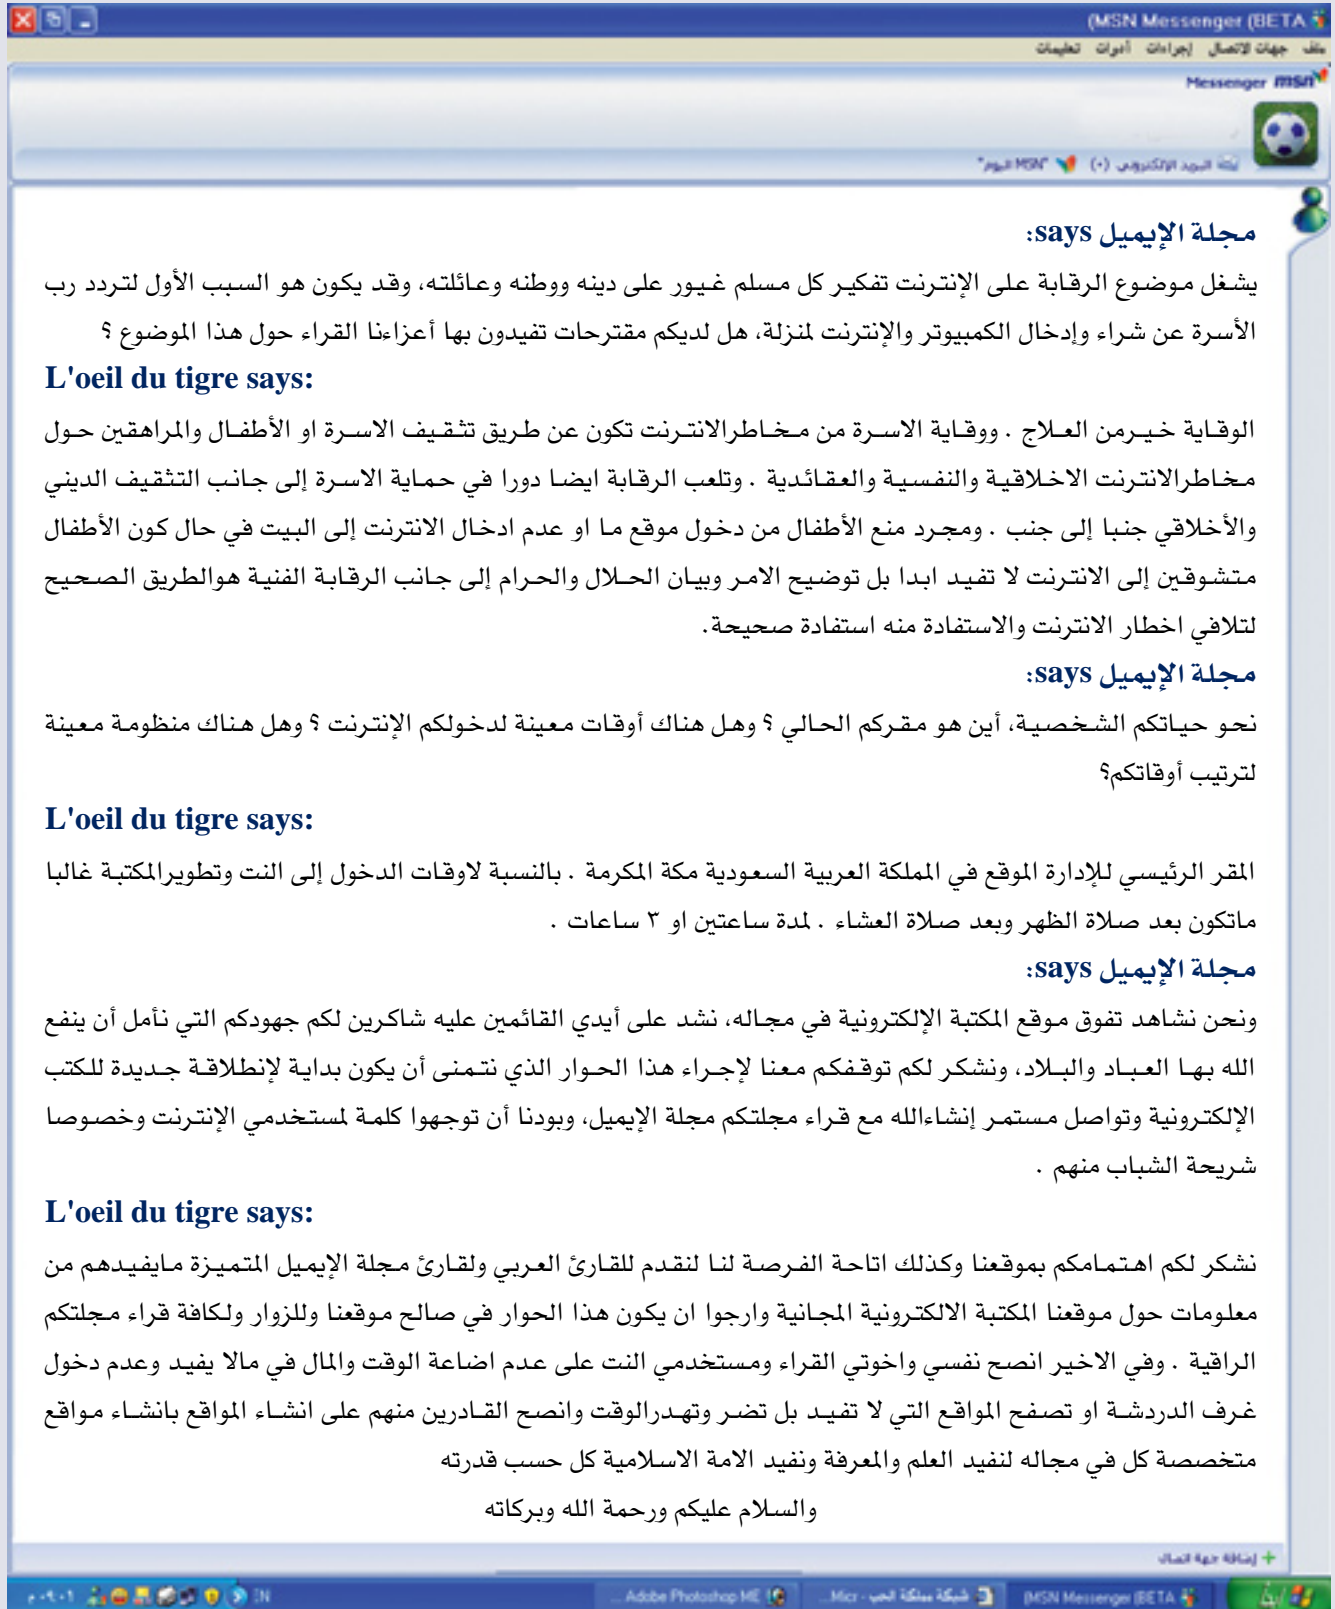 (MSN Messenger (BETA
ملف جهات الاتصال إجراءات أدوات تعليمات
Messenger msn
البريد الإلكتروني (٠) "MSN اليوم"
مجلة الإيميل says:
يشغل موضوع الرقابة على الإنترنت تفكير كل مسلم غيور على دينه ووطنه وعائلته، وقد يكون هو السبب الأول لتردد رب
الأسرة عن شراء وإدخال الكمبيوتر والإنترنت لمنزلة، هل لديكم مقترحات تفيدون بها أعزاءنا القراء حول هذا الموضوع ؟
L'oeil du tigre says:
الوقاية خيرمن العلاج . ووقاية الاسرة من مخاطرالانترنت تكون عن طريق تثقيف الاسرة او الأطفال والمراهقين حول
مخاطرالانترنت الاخلاقية والنفسية والعقائدية . وتلعب الرقابة ايضا دورا في حماية الاسرة إلى جانب التثقيف الديني
والأخلاقي جنبا إلى جنب . ومجرد منع الأطفال من دخول موقع ما او عدم ادخال الانترنت إلى البيت في حال كون الأطفال
متشوقين إلى الانترنت لا تفيد ابدا بل توضيح الامر وبيان الحلال والحرام إلى جانب الرقابة الفنية هوالطريق الصحيح
لتلافي اخطار الانترنت والاستفادة منه استفادة صحيحة.
مجلة الإيميل says:
نحو حياتكم الشخصية، أين هو مقركم الحالي ؟ وهل هناك أوقات معينة لدخولكم الإنترنت ؟ وهل هناك منظومة معينة
لترتيب أوقاتكم؟
L'oeil du tigre says:
المقر الرئيسي للإدارة الموقع في المملكة العربية السعودية مكة المكرمة . بالنسبة لاوقات الدخول إلى النت وتطويرالمكتبة غالبا
ماتكون بعد صلاة الظهر وبعد صلاة العشاء . لمدة ساعتين او ٣ ساعات .
مجلة الإيميل says:
ونحن نشاهد تفوق موقع المكتبة الإلكترونية في مجاله، نشد على أيدي القائمين عليه شاكرين لكم جهودكم التي نأمل أن ينفع
الله بها العباد والبلاد، ونشكر لكم توقفكم معنا لإجراء هذا الحوار الذي نتمنى أن يكون بداية لإنطلاقة جديدة للكتب
الإلكترونية وتواصل مستمر إنشاءالله مع قراء مجلتكم مجلة الإيميل، وبودنا أن توجهوا كلمة لمستخدمي الإنترنت وخصوصا
شريحة الشباب منهم .
L'oeil du tigre says:
نشكر لكم اهتمامكم بموقعنا وكذلك اتاحة الفرصة لنا لنقدم للقارئ العربي ولقارئ مجلة الإيميل المتميزة مايفيدهم من
معلومات حول موقعنا المكتبة الالكترونية المجانية وارجوا ان يكون هذا الحوار في صالح موقعنا وللزوار ولكافة قراء مجلتكم
الراقية . وفي الاخير انصح نفسي واخوتي القراء ومستخدمي النت على عدم اضاعة الوقت والمال في مالا يفيد وعدم دخول
غرف الدردشة او تصفح المواقع التي لا تفيد بل تضر وتهدرالوقت وانصح القادرين منهم على انشاء المواقع بانشاء مواقع
متخصصة كل في مجاله لنفيد العلم والمعرفة ونفيد الامة الاسلامية كل حسب قدرته
والسلام عليكم ورحمة الله وبركاته
إضافة جهة اتصال
ابدأ (MSN Messenger (BETA شبكة مملكة الحب - Micr... Adobe Photoshop ME ... IN ٠٩:٠٦ م